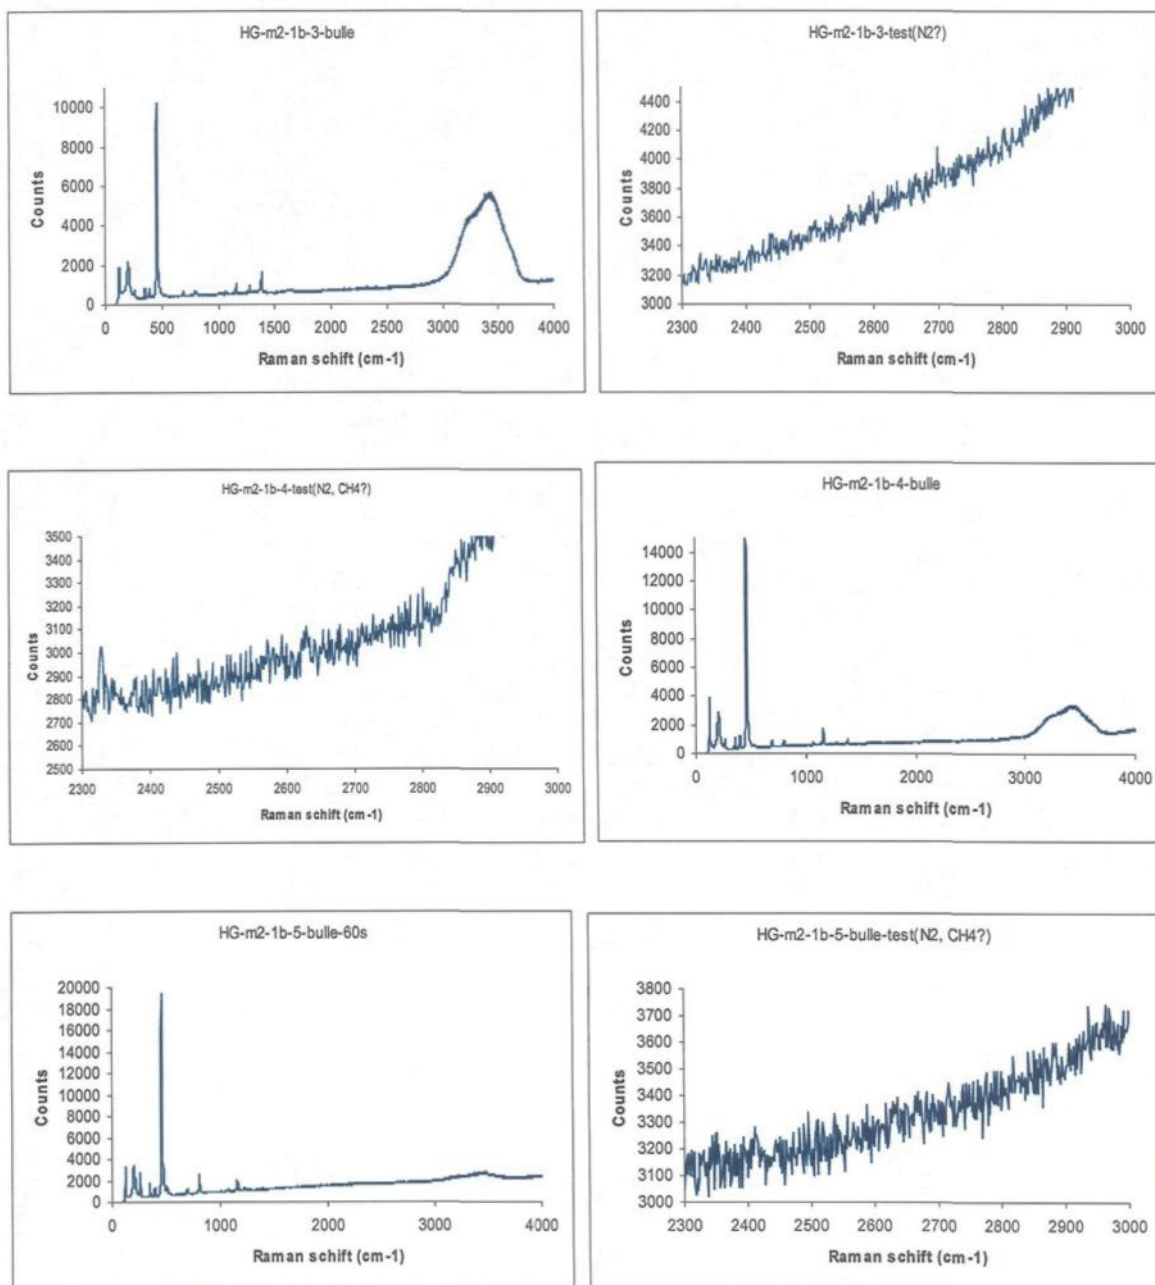 HG-m2-1b-3-bulle
10000
8000
6000
4000
2000
0
Counts
0 500 1000 1500 2000 2500 3000 3500 4000
Raman schift (cm-1)
HG-m2-1b-3-test(N2?)
4400
4200
4000
3800
3600
3400
3200
3000
Counts
2300 2400 2500 2600 2700 2800 2900 3000
Raman schift (cm-1)
HG-m2-1b-4-test(N2, CH4?)
3500
3400
3300
3200
3100
3000
2900
2800
2700
2600
2500
Counts
2300 2400 2500 2600 2700 2800 2900 3000
Raman schift (cm-1)
HG-m2-1b-4-bulle
14000
12000
10000
8000
6000
4000
2000
0
Counts
0 1000 2000 3000 4000
Raman schift (cm-1)
HG-m2-1b-5-bulle-60s
20000
18000
16000
14000
12000
10000
8000
6000
4000
2000
0
Counts
0 1000 2000 3000 4000
Raman schift (cm-1)
HG-m2-1b-5-bulle-test(N2, CH4?)
3800
3700
3600
3500
3400
3300
3200
3100
3000
Counts
2300 2400 2500 2600 2700 2800 2900 3000
Raman schift (cm-1)